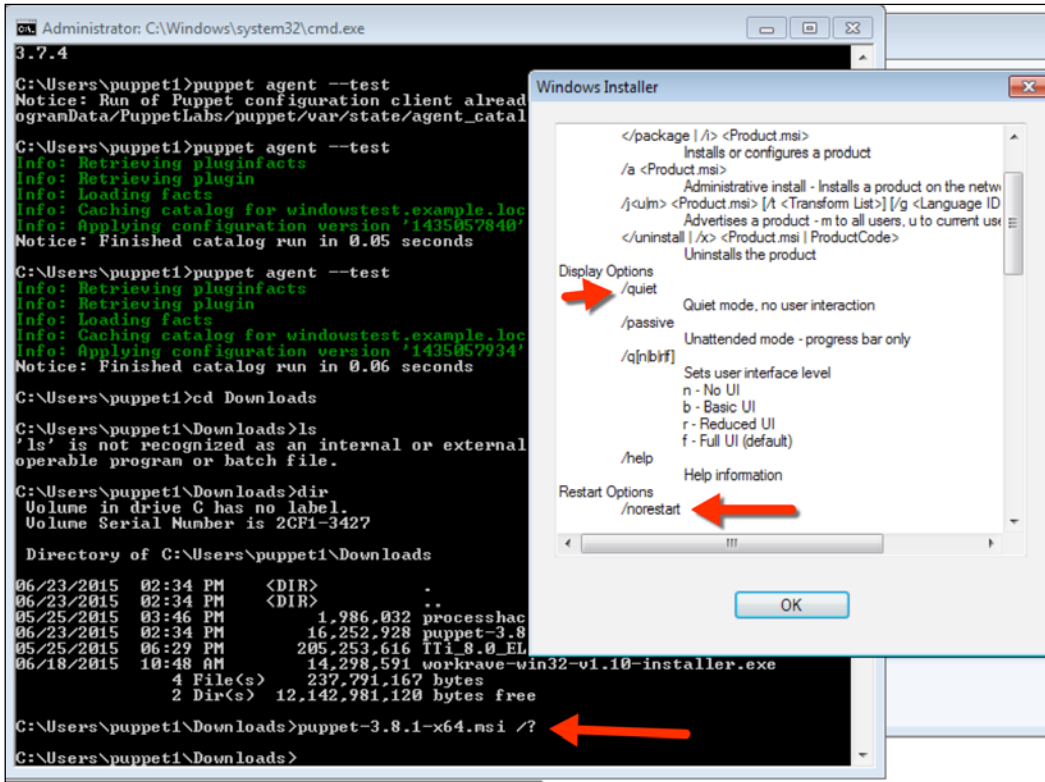 Administrator: C:\Windows\system32\cmd.exe
3.7.4
C:\Users\puppet1>puppet agent --test
Notice: Run of Puppet configuration client alread
ogramData/PuppetLabs/puppet/var/state/agent_catal
C:\Users\puppet1>puppet agent --test
Info: Retrieving pluginfacts
Info: Retrieving plugin
Info: Loading facts
Info: Caching catalog for windowstest.example.loc
Info: Applying configuration version '1435057840'
Notice: Finished catalog run in 0.05 seconds
C:\Users\puppet1>puppet agent --test
Info: Retrieving pluginfacts
Info: Retrieving plugin
Info: Loading facts
Info: Caching catalog for windowstest.example.loc
Info: Applying configuration version '1435057934'
Notice: Finished catalog run in 0.06 seconds
C:\Users\puppet1>cd Downloads
C:\Users\puppet1\Downloads>ls
'ls' is not recognized as an internal or external
operable program or batch file.
C:\Users\puppet1\Downloads>dir
Volume in drive C has no label.
Volume Serial Number is 2CF1-3427
Directory of C:\Users\puppet1\Downloads
06/23/2015 02:34 PM <DIR> .
06/23/2015 02:34 PM <DIR> ..
05/25/2015 03:46 PM 1,986,032 processhac
06/23/2015 02:34 PM 16,252,928 puppet-3.8
05/25/2015 06:29 PM 205,253,616 TTi_8.0_EL
06/18/2015 10:48 AM 14,298,591 workrave-win32-v1.10-installer.exe
4 File(s) 237,791,167 bytes
2 Dir(s) 12,142,981,120 bytes free
C:\Users\puppet1\Downloads>puppet-3.8.1-x64.msi /?
C:\Users\puppet1\Downloads>
Windows Installer
</package | /i> <Product.msi>
Installs or configures a product
/a <Product.msi>
Administrative install - Installs a product on the netw
/j<u|m> <Product.msi> [/t <Transform List>] [/g <Language ID
Advertises a product - m to all users, u to current use
</uninstall | /x> <Product.msi | ProductCode>
Uninstalls the product
Display Options
/quiet
Quiet mode, no user interaction
/passive
Unattended mode - progress bar only
/q[n|b|r|f]
Sets user interface level
n - No UI
b - Basic UI
r - Reduced UI
f - Full UI (default)
/help
Help information
Restart Options
/norestart
OK